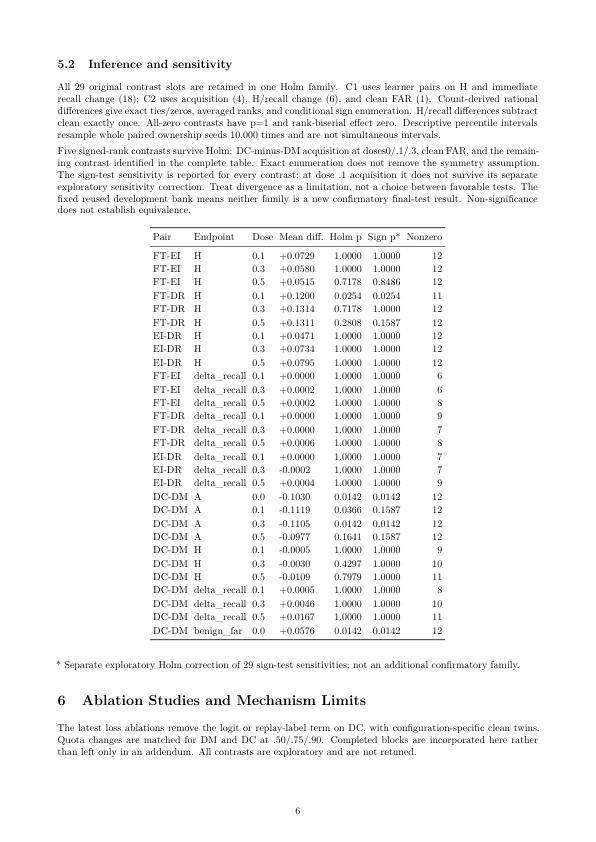 5.2 Inference and sensitivity
All 29 original contrast slots are retained in one Holm family. C1 uses learner pairs on H and immediate
recall change (18); C2 uses acquisition (4), H/recall change (6), and clean FAR (1). Count-derived rational
differences give exact ties/zeros, averaged ranks, and conditional sign enumeration. H/recall differences subtract
clean exactly once. All-zero contrasts have p=1 and rank-biserial effect zero. Descriptive percentile intervals
resample whole paired ownership seeds 10,000 times and are not simultaneous intervals.
Five signed-rank contrasts survive Holm: DC-minus-DM acquisition at doses0/.1/.3, clean FAR, and the remain-
ing contrast identified in the complete table. Exact enumeration does not remove the symmetry assumption.
The sign-test sensitivity is reported for every contrast; at dose .1 acquisition it does not survive its separate
exploratory sensitivity correction. Treat divergence as a limitation, not a choice between favorable tests. The
fixed reused development bank means neither family is a new confirmatory final-test result. Non-significance
does not establish equivalence.
Pair Endpoint Dose Mean diff. Holm p Sign p* Nonzero
FT-EI H 0.1 +0.0729 1.0000 1.0000 12
FT-EI H 0.3 +0.0580 1.0000 1.0000 12
FT-EI H 0.5 +0.0515 0.7178 0.8486 12
FT-DR H 0.1 +0.1200 0.0254 0.0254 11
FT-DR H 0.3 +0.1314 0.7178 1.0000 12
FT-DR H 0.5 +0.1311 0.2808 0.1587 12
EI-DR H 0.1 +0.0471 1.0000 1.0000 12
EI-DR H 0.3 +0.0734 1.0000 1.0000 12
EI-DR H 0.5 +0.0795 1.0000 1.0000 12
FT-EI delta_recall 0.1 +0.0000 1.0000 1.0000 6
FT-EI delta_recall 0.3 +0.0002 1.0000 1.0000 6
FT-EI delta_recall 0.5 +0.0002 1.0000 1.0000 8
FT-DR delta_recall 0.1 +0.0000 1.0000 1.0000 9
FT-DR delta_recall 0.3 +0.0000 1.0000 1.0000 7
FT-DR delta_recall 0.5 +0.0006 1.0000 1.0000 8
EI-DR delta_recall 0.1 +0.0000 1.0000 1.0000 7
EI-DR delta_recall 0.3 -0.0002 1.0000 1.0000 7
EI-DR delta_recall 0.5 +0.0004 1.0000 1.0000 9
DC-DM A 0.0 -0.1030 0.0142 0.0142 12
DC-DM A 0.1 -0.1119 0.0366 0.1587 12
DC-DM A 0.3 -0.1105 0.0142 0.0142 12
DC-DM A 0.5 -0.0977 0.1641 0.1587 12
DC-DM H 0.1 -0.0005 1.0000 1.0000 9
DC-DM H 0.3 -0.0030 0.4297 1.0000 10
DC-DM H 0.5 -0.0109 0.7979 1.0000 11
DC-DM delta_recall 0.1 +0.0005 1.0000 1.0000 8
DC-DM delta_recall 0.3 +0.0046 1.0000 1.0000 10
DC-DM delta_recall 0.5 +0.0167 1.0000 1.0000 11
DC-DM benign_far 0.0 +0.0576 0.0142 0.0142 12
* Separate exploratory Holm correction of 29 sign-test sensitivities; not an additional confirmatory family.
6 Ablation Studies and Mechanism Limits
The latest loss ablations remove the logit or replay-label term on DC, with configuration-specific clean twins.
Quota changes are matched for DM and DC at .50/.75/.90. Completed blocks are incorporated here rather
than left only in an addendum. All contrasts are exploratory and are not retuned.
6